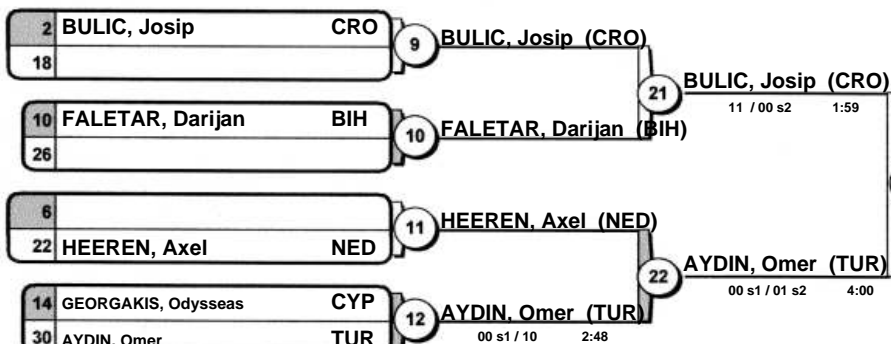 2 BULIC, Josip CRO
18
9
BULIC, Josip (CRO)
10 FALETAR, Darijan BIH
26
10
FALETAR, Darijan (BIH)
21
BULIC, Josip (CRO)
11 / 00 s2 1:59
6
22 HEEREN, Axel NED
11
HEEREN, Axel (NED)
14 GEORGAKIS, Odysseas CYP
30 AYDIN, Omer TUR
12
AYDIN, Omer (TUR)
00 s1 / 10 2:48
22
AYDIN, Omer (TUR)
00 s1 / 01 s2 4:00